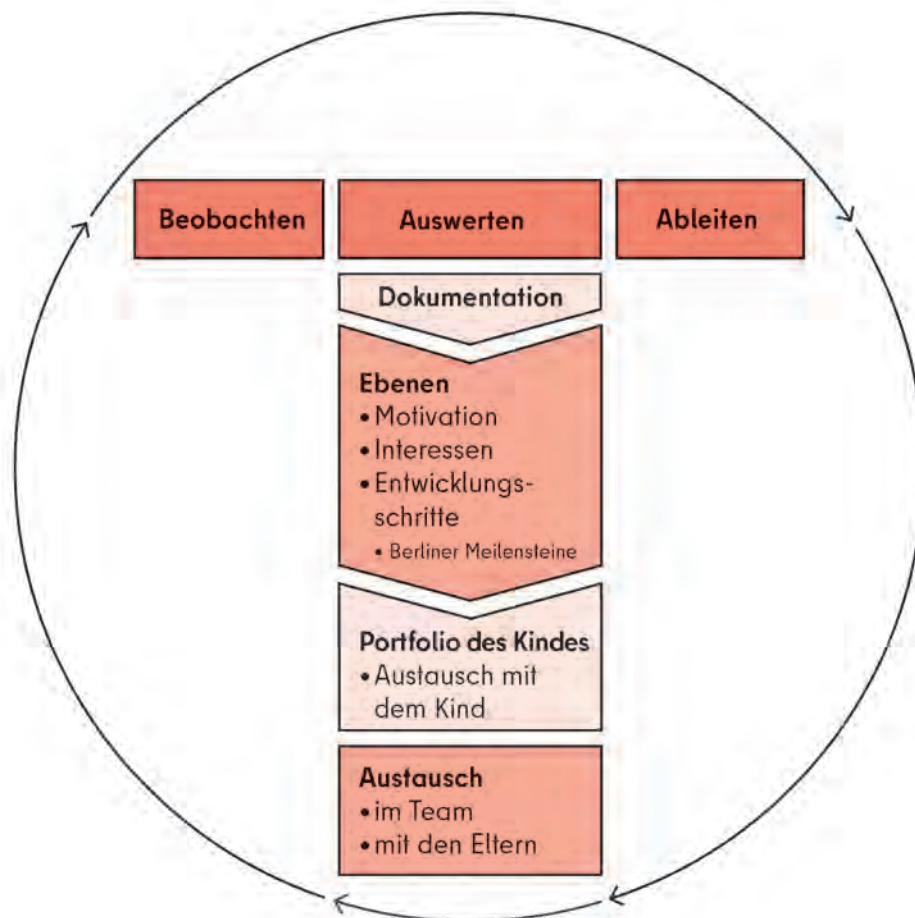 Beobachten
Auswerten
Ableiten
Dokumentation
Ebenen
• Motivation
• Interessen
• Entwicklungs-
schritte
• Berliner Meilensteine
Portfolio des Kindes
• Austausch mit
dem Kind
Austausch
• im Team
• mit den Eltern